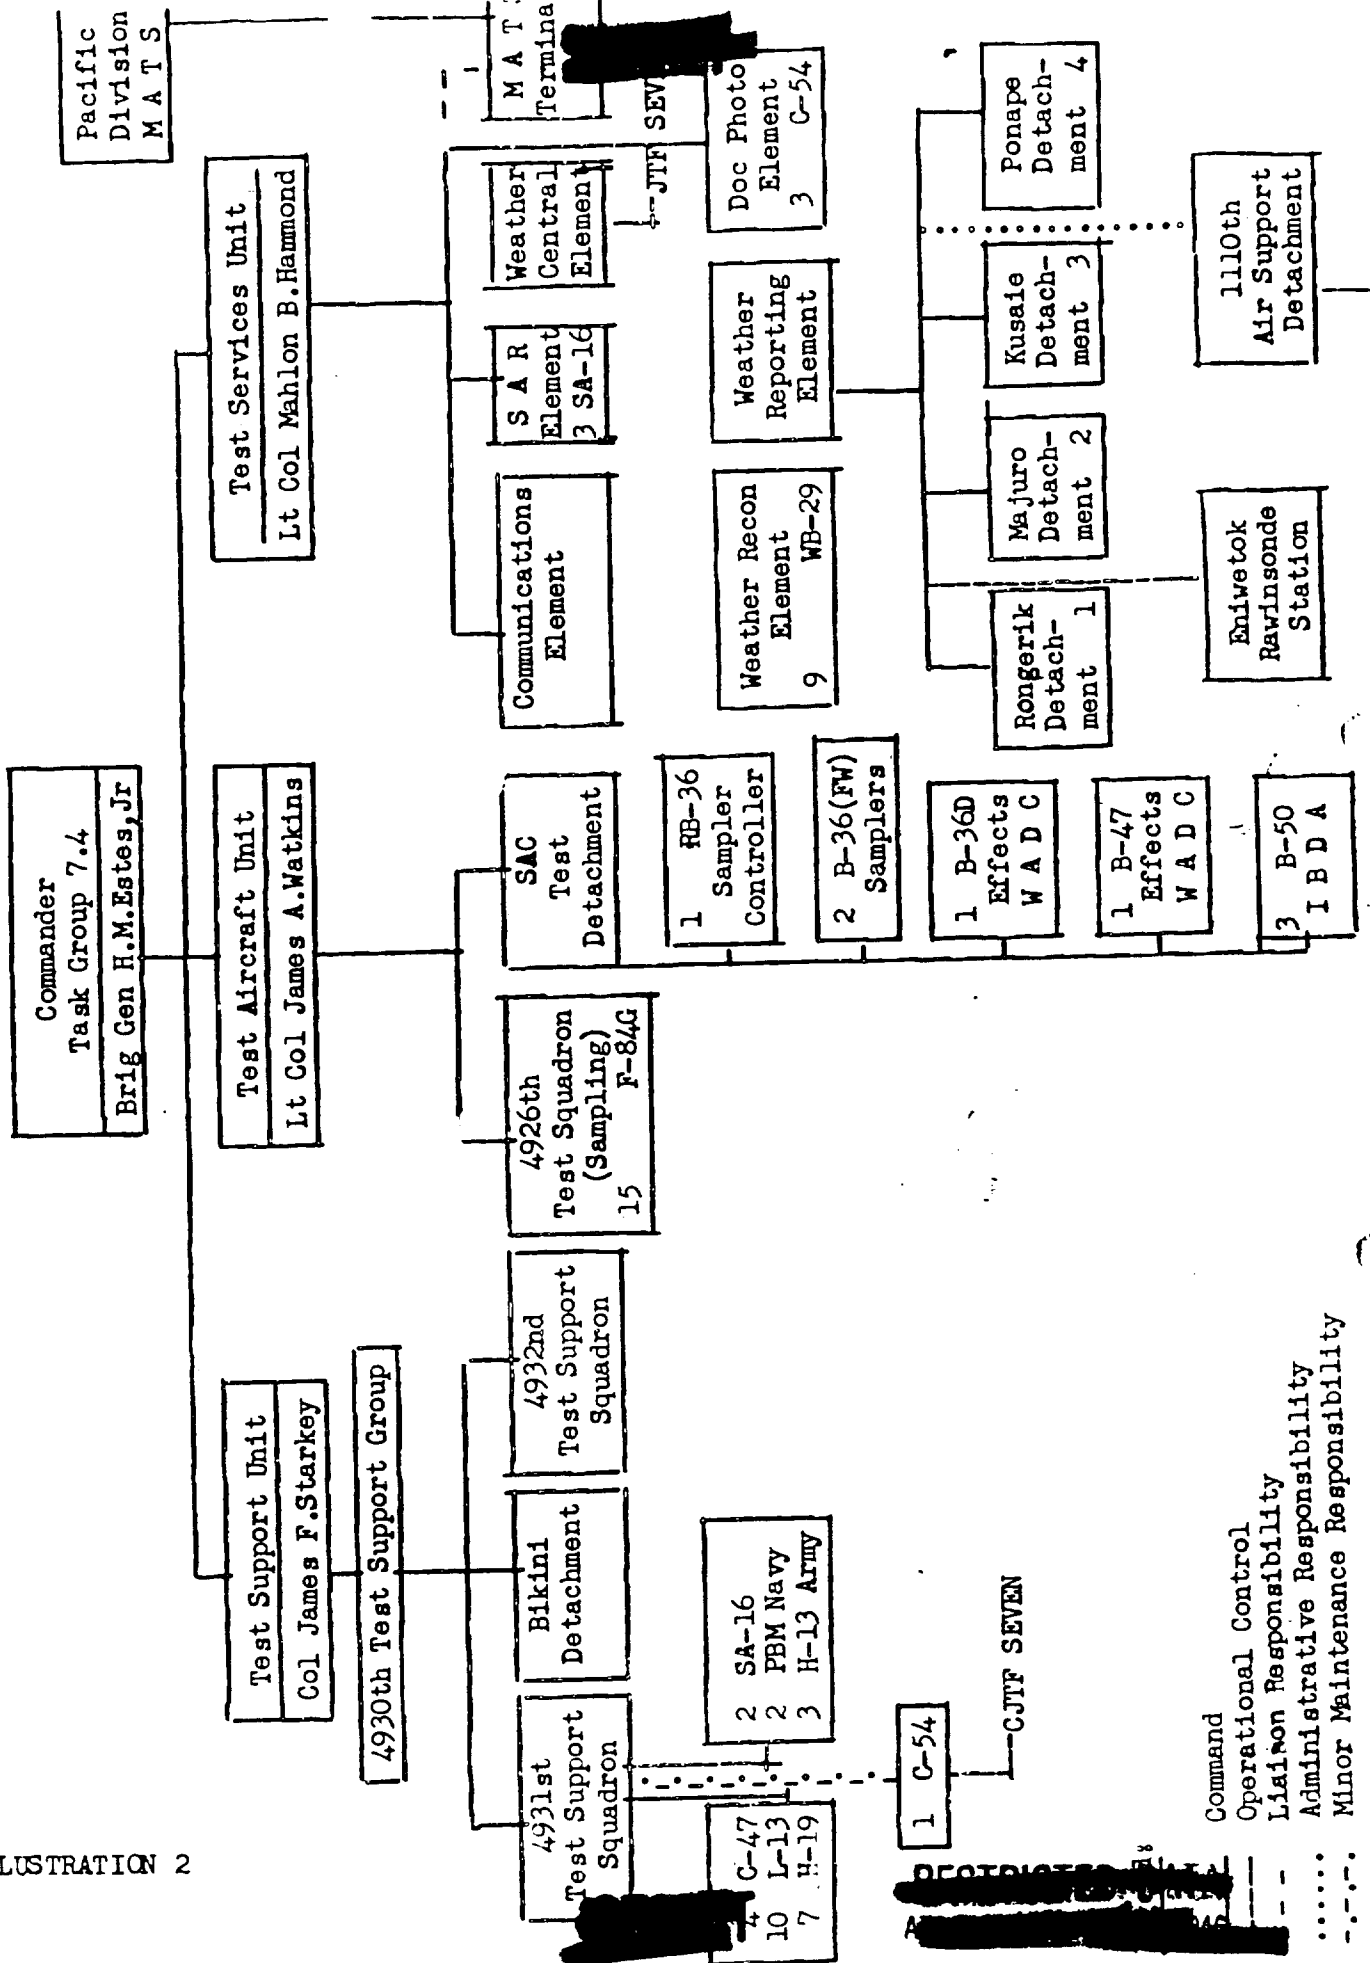 LUSTRATION 2
Commander
Task Group 7.4
Brig Gen H.M.Estes,Jr
Test Support Unit
Col James F.Starkey
4930th Test Support Group
4931st
Test Support
Squadron
Bikini
Detachment
4932nd
Test Support
Squadron
4 C-47
10 L-13
7 H-19
2 SA-16
2 PBM Navy
3 H-13 Army
1 C-54
CJTF SEVEN
Test Aircraft Unit
Lt Col James A.Watkins
4926th
Test Squadron
(Sampling)
15 F-84G
SAC
Test
Detachment
1 RB-36
Sampler
Controller
2 B-36(FW)
Samplers
1 B-36D
Effects
W A D C
1 B-47
Effects
W A D C
3 B-50
I B D A
Test Services Unit
Lt Col Mahlon B.Hammond
Pacific
Division
M A T S
Communications
Element
S A R
Element
3 SA-16
Weather
Central
Element
JTF SEV
M A T
Termina
Weather Recon
Element
9 WB-29
Weather
Reporting
Element
Doc Photo
Element
3 C-54
Rongerik
Detach-
ment 1
Majuro
Detach-
ment 2
Kusaie
Detach-
ment 3
Ponape
Detach-
ment 4
Eniwetok
Rawinsonde
Station
1110th
Air Support
Detachment
Command
Operational Control
Liaison Responsibility
Administrative Responsibility
Minor Maintenance Responsibility